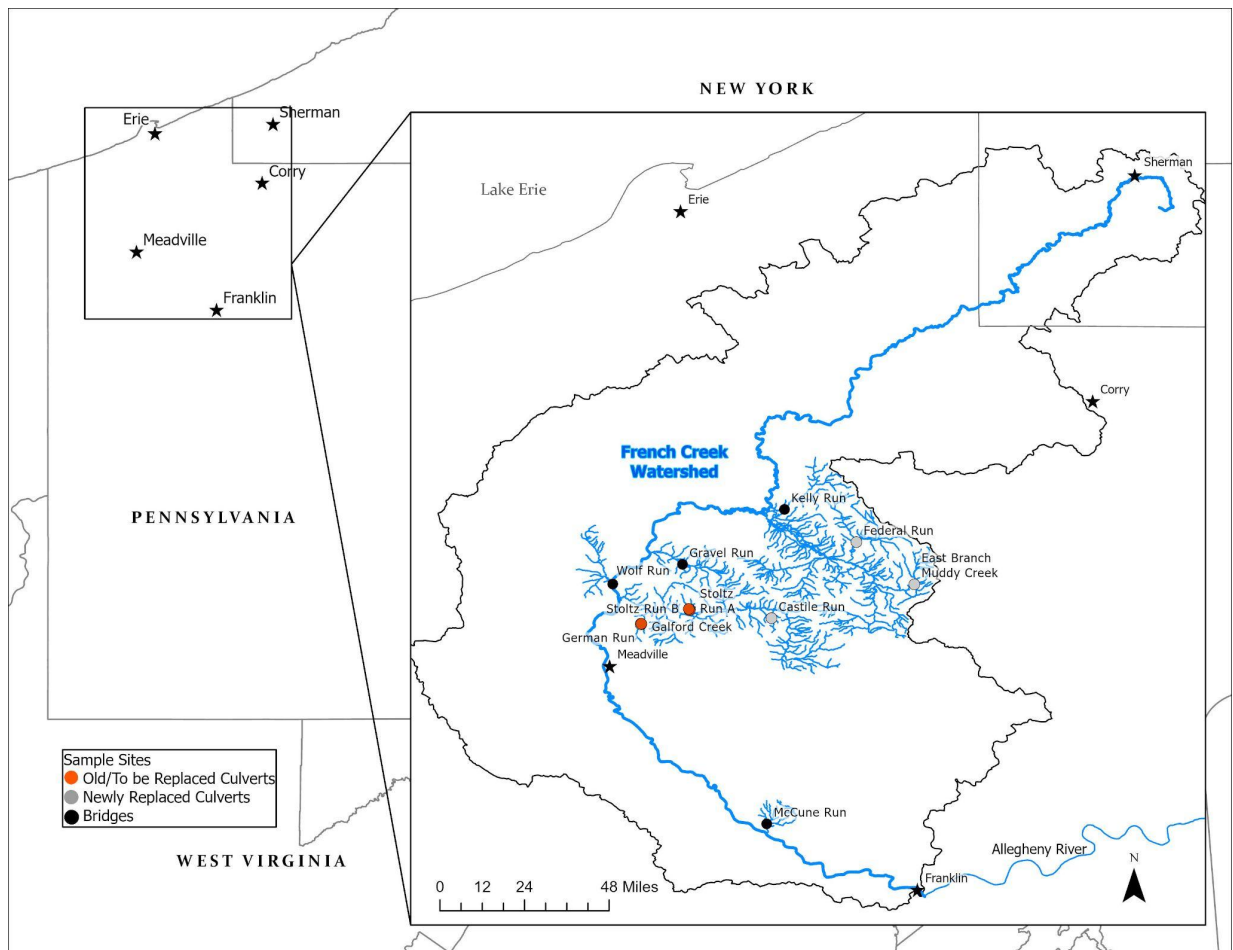 NEW YORK
Erie
Sherman
Corry
Meadville
Franklin
Sherman
Lake Erie
Erie
Corry
French Creek
Watershed
PENNSYLVANIA
Kelly Run
Federal Run
Gravel Run
East Branch
Muddy Creek
Wolf Run
Stoltz
Run A
Stoltz Run B
Castile Run
Galford Creek
German Run
Meadville
Sample Sites
Old/To be Replaced Culverts
Newly Replaced Culverts
Bridges
McCune Run
WEST VIRGINIA
Allegheny River
N
Franklin
0 12 24 48 Miles